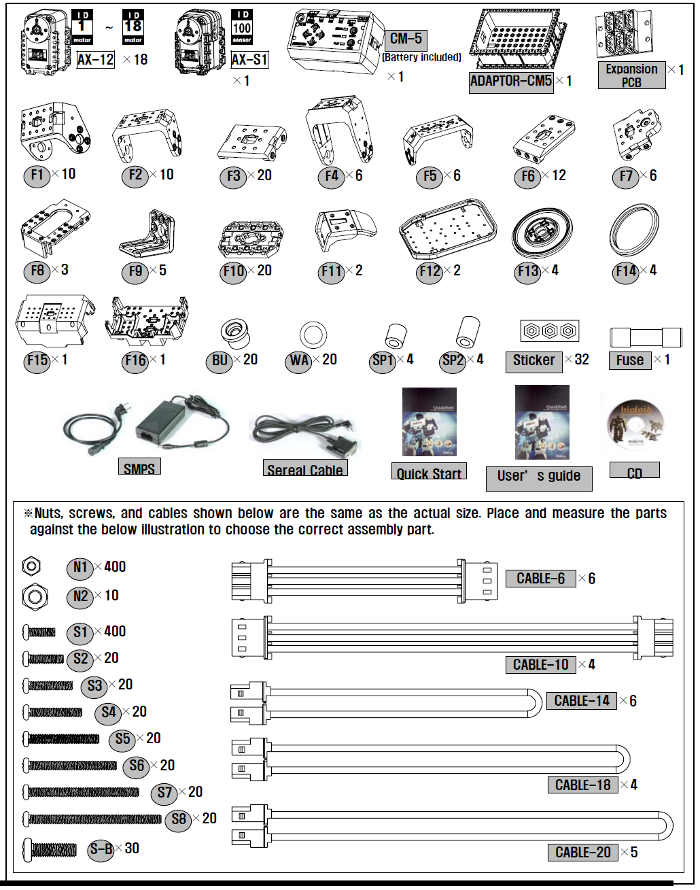 ID 1 motor ~ ID 18 motor
AX-12 ×18
ID 100 sensor
AX-S1
×1
CM-5
(Battery included)
×1
ADAPTOR-CM5 ×1
Expansion PCB ×1
F1 × 10
F2 × 10
F3 × 20
F4 × 6
F5 × 6
F6 × 12
F7 × 6
F8 × 3
F9 × 5
F10 × 20
F11 × 2
F12 × 2
F13 × 4
F14 × 4
F15 × 1
F16 × 1
BU × 20
WA × 20
SP1 × 4
SP2 × 4
Sticker × 32
Fuse × 1
SMPS
Sereal Cable
QuickStart
Quick Start
QuickStart
User's guide
bioloid
CD
※Nuts, screws, and cables shown below are the same as the actual size. Place and measure the parts
against the below illustration to choose the correct assembly part.
N1 × 400
N2 × 10
S1 × 400
S2 × 20
S3 × 20
S4 × 20
S5 × 20
S6 × 20
S7 × 20
S8 × 20
S-B × 30
CABLE-6 × 6
CABLE-10 × 4
CABLE-14 × 6
CABLE-18 × 4
CABLE-20 × 5